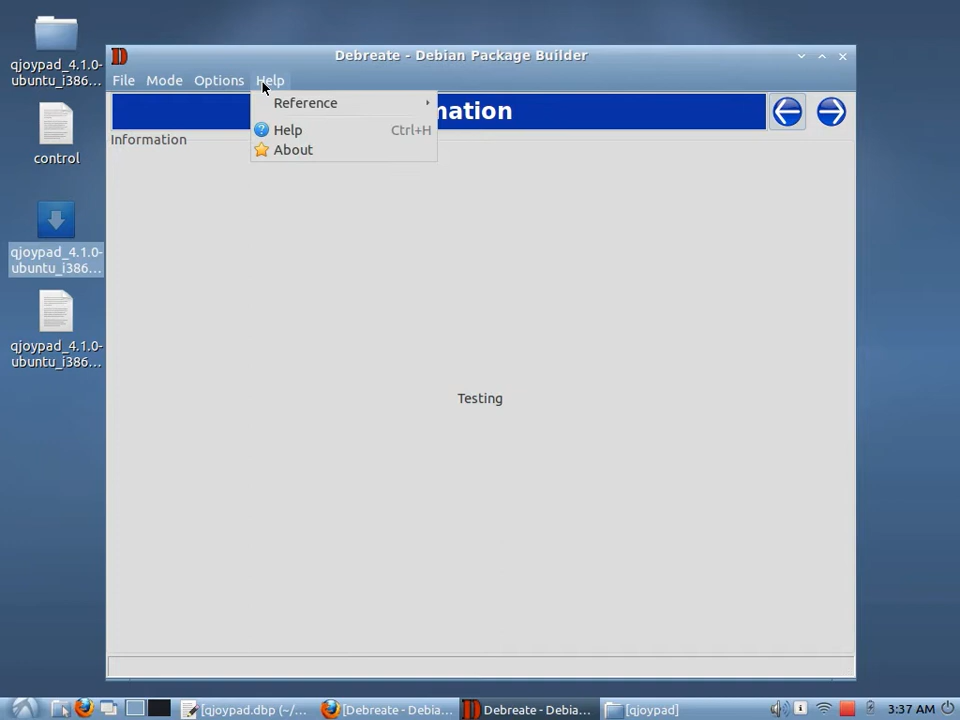 qjoypad_4.1.0-
ubuntu_i386...
control
qjoypad_4.1.0-
ubuntu_i386...
qjoypad_4.1.0-
ubuntu_i386...
D
Debreate - Debian Package Builder
File Mode Options Help
Reference
? Help Ctrl+H
About
mation
Information
Testing
[qjoypad.dbp (~/...
[Debreate - Debia...
Debreate - Debia...
[qjoypad]
3:37 AM